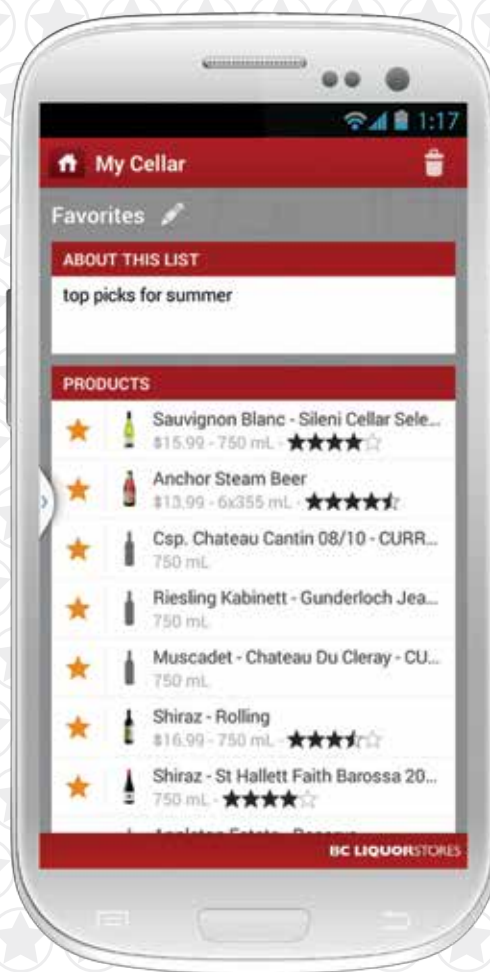 1:17
My Cellar
Favorites
ABOUT THIS LIST
top picks for summer
PRODUCTS
Sauvignon Blanc - Sileni Cellar Sele...
$15.99 - 750 mL -
Anchor Steam Beer
$13.99 - 6x355 mL -
Csp. Chateau Cantin 08/10 - CURR...
750 mL
Riesling Kabinett - Gunderloch Jea...
750 mL
Muscadet - Chateau Du Cleray - CU...
750 mL
Shiraz - Rolling
$16.99 - 750 mL -
Shiraz - St Hallett Faith Barossa 20...
750 mL -
Appleton Estate - Reserve
BC LIQUORSTORES